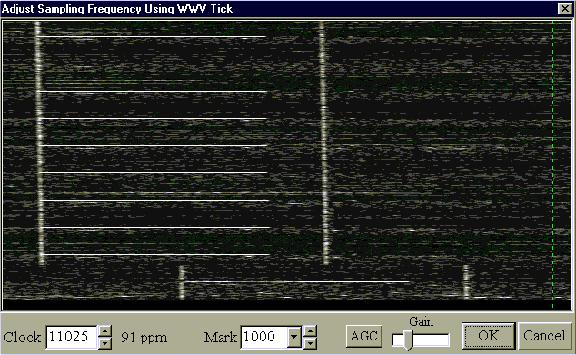 Adjust Sampling Frequency Using WWV Tick
Gain
Clock 11025 91 ppm Mark 1000 AGC OK Cancel